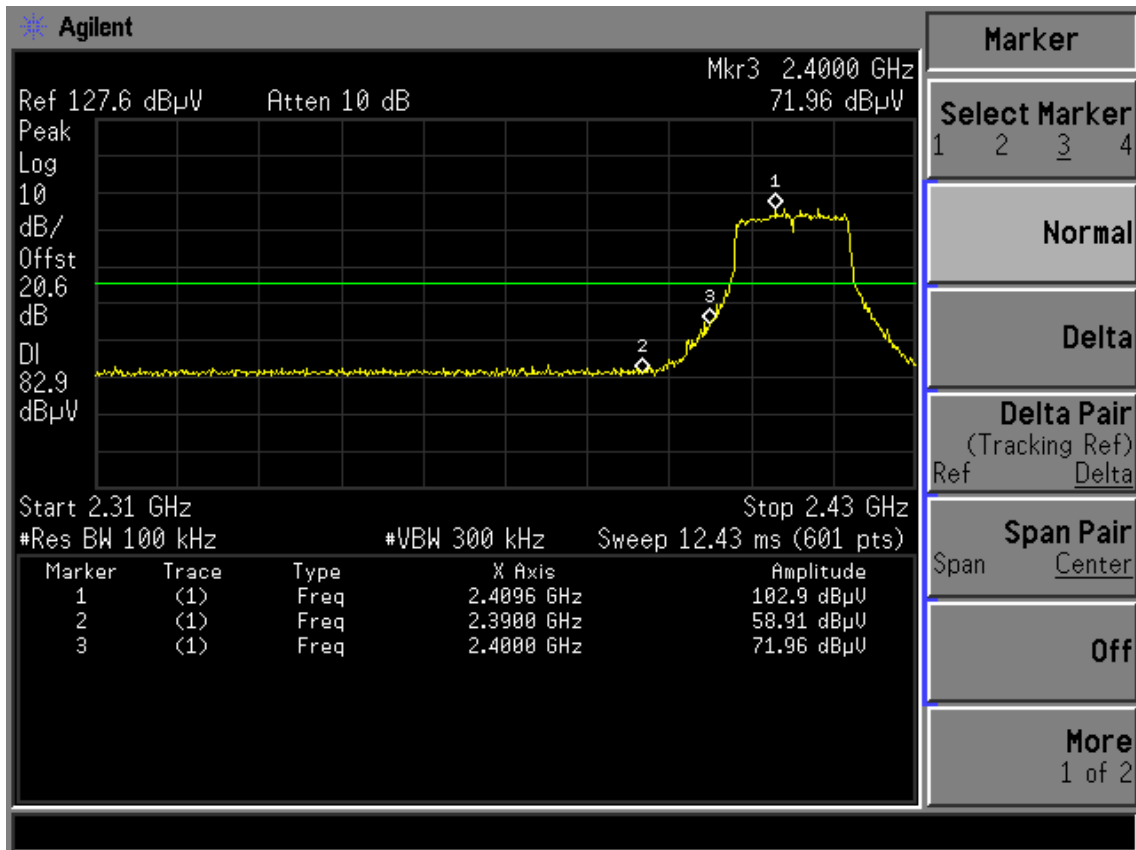 Agilent
Mkr3 2.4000 GHz
Ref 127.6 dBµV Atten 10 dB 71.96 dBµV
Peak
Log
10
dB/
Offst
20.6
dB
DI
82.9
dBµV
1
2
3
Start 2.31 GHz Stop 2.43 GHz
#Res BW 100 kHz #VBW 300 kHz Sweep 12.43 ms (601 pts)
Marker Trace Type X Axis Amplitude
1 (1) Freq 2.4096 GHz 102.9 dBµV
2 (1) Freq 2.3900 GHz 58.91 dBµV
3 (1) Freq 2.4000 GHz 71.96 dBµV
Marker
Select Marker
1 2 3 4
Normal
Delta
Delta Pair
(Tracking Ref)
Ref Delta
Span Pair
Span Center
Off
More
1 of 2